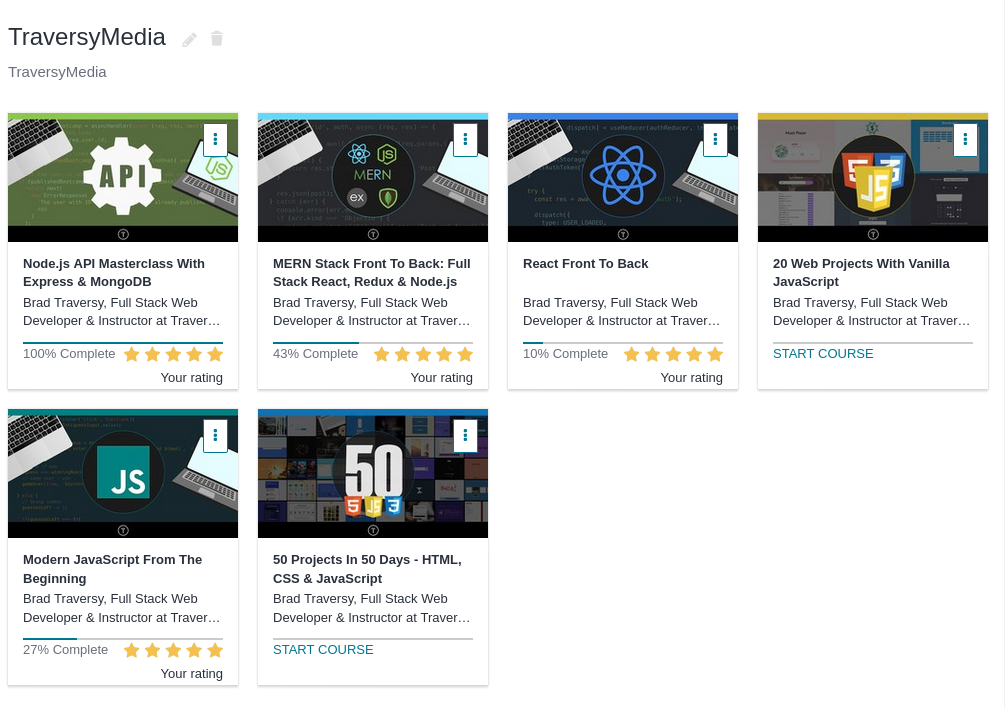 TraversyMedia
TraversyMedia
API
Node.js API Masterclass With
Express & MongoDB
Brad Traversy, Full Stack Web
Developer & Instructor at Traver…
100% Complete
Your rating
MERN
ex
MERN Stack Front To Back: Full
Stack React, Redux & Node.js
Brad Traversy, Full Stack Web
Developer & Instructor at Traver…
43% Complete
Your rating
React Front To Back
Brad Traversy, Full Stack Web
Developer & Instructor at Traver…
10% Complete
Your rating
5
3
JS
20 Web Projects With Vanilla
JavaScript
Brad Traversy, Full Stack Web
Developer & Instructor at Traver…
START COURSE
JS
Modern JavaScript From The
Beginning
Brad Traversy, Full Stack Web
Developer & Instructor at Traver…
27% Complete
Your rating
50
5 JS 3
50 Projects In 50 Days - HTML,
CSS & JavaScript
Brad Traversy, Full Stack Web
Developer & Instructor at Traver…
START COURSE